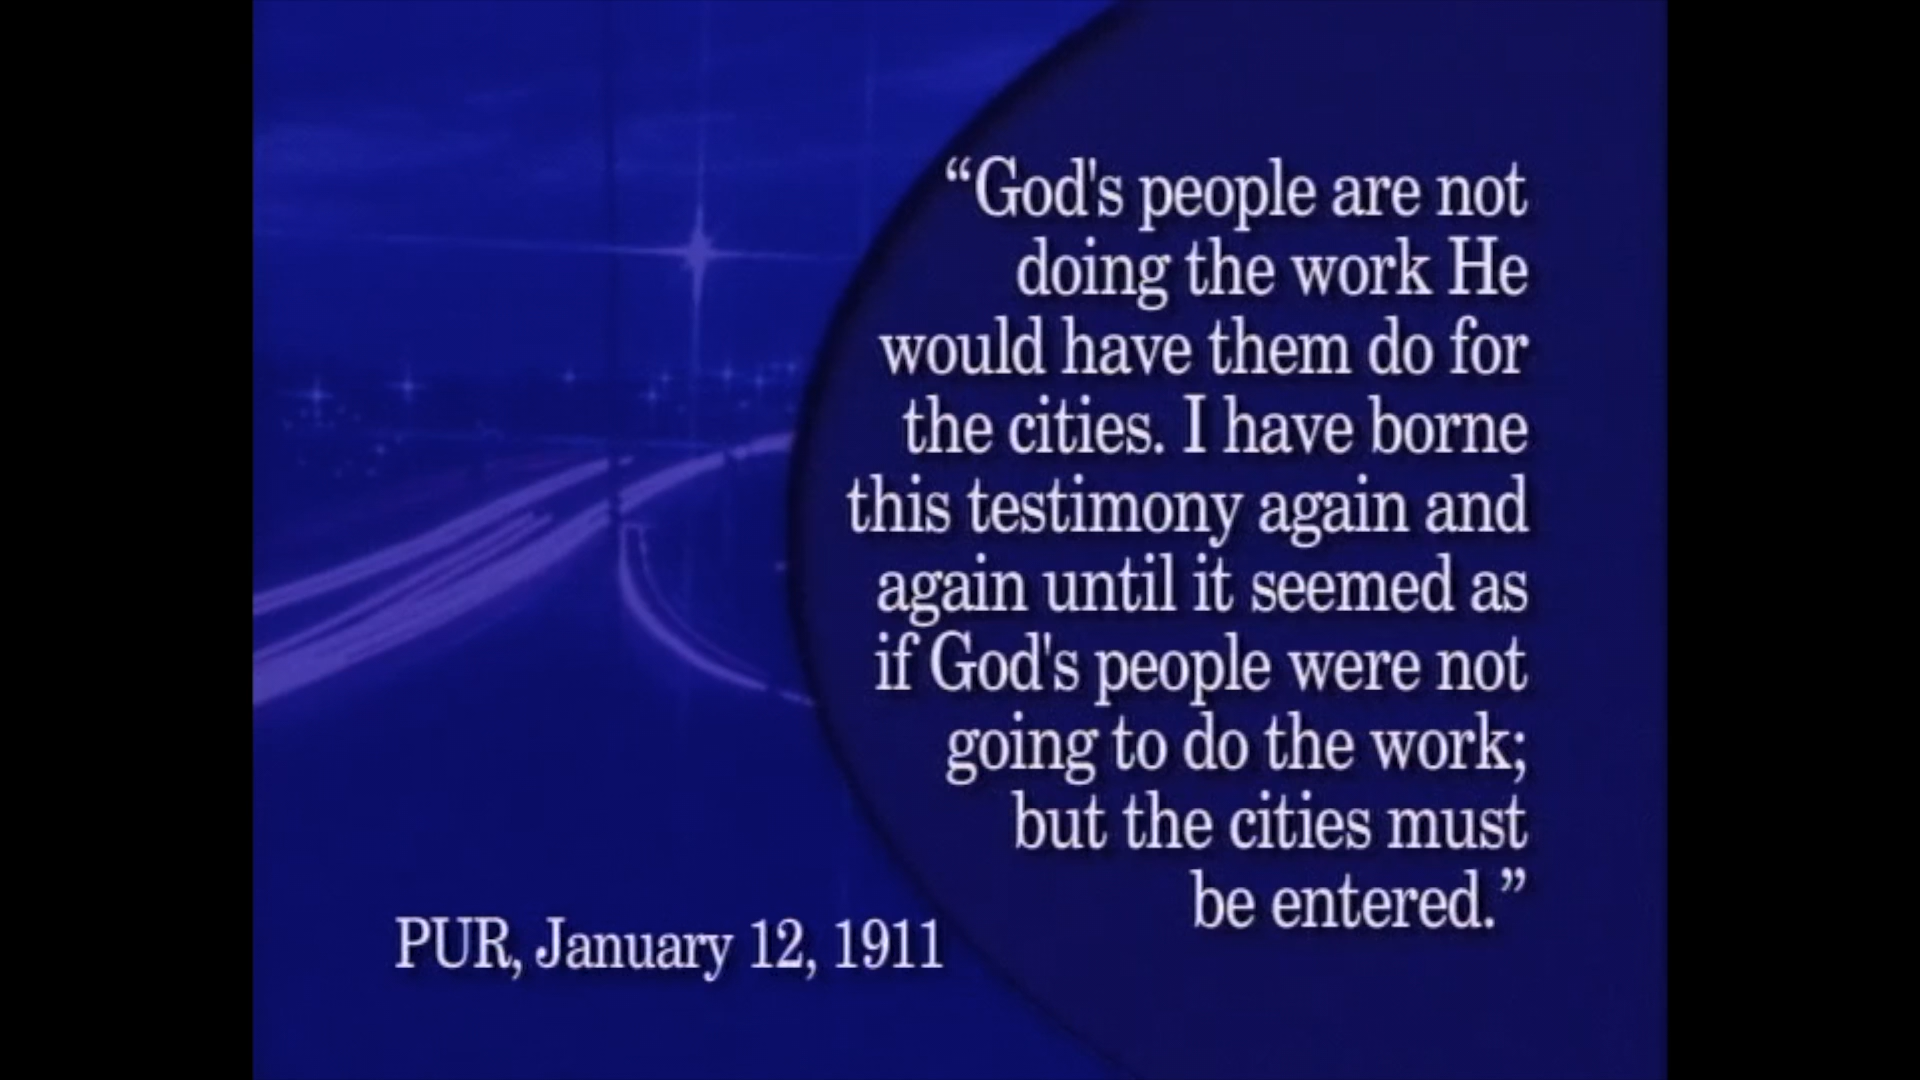 “God's people are not
doing the work He
would have them do for
the cities. I have borne
this testimony again and
again until it seemed as
if God's people were not
going to do the work;
but the cities must
be entered.”
PUR, January 12, 1911